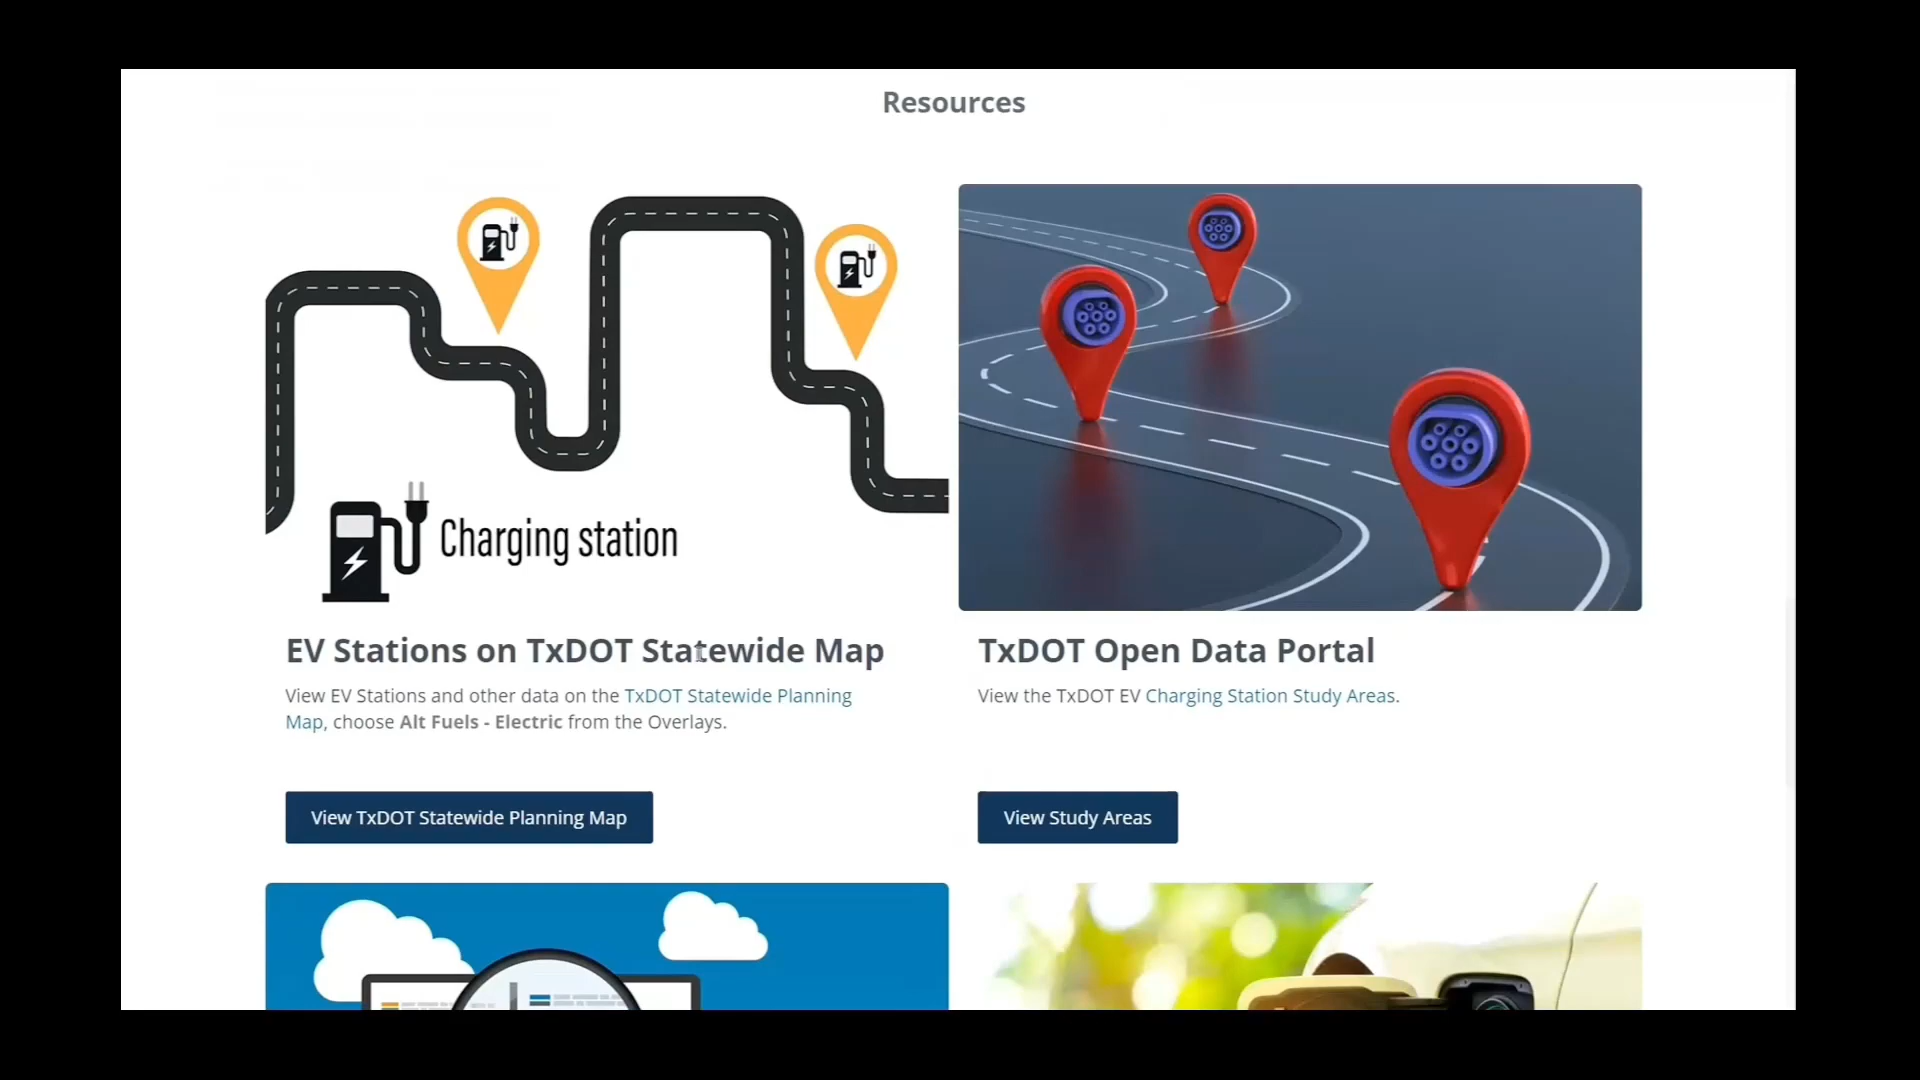 Resources
Charging station
EV Stations on TxDOT Statewide Map
View EV Stations and other data on the TxDOT Statewide Planning
Map, choose Alt Fuels - Electric from the Overlays.
View TxDOT Statewide Planning Map
TxDOT Open Data Portal
View the TxDOT EV Charging Station Study Areas.
View Study Areas